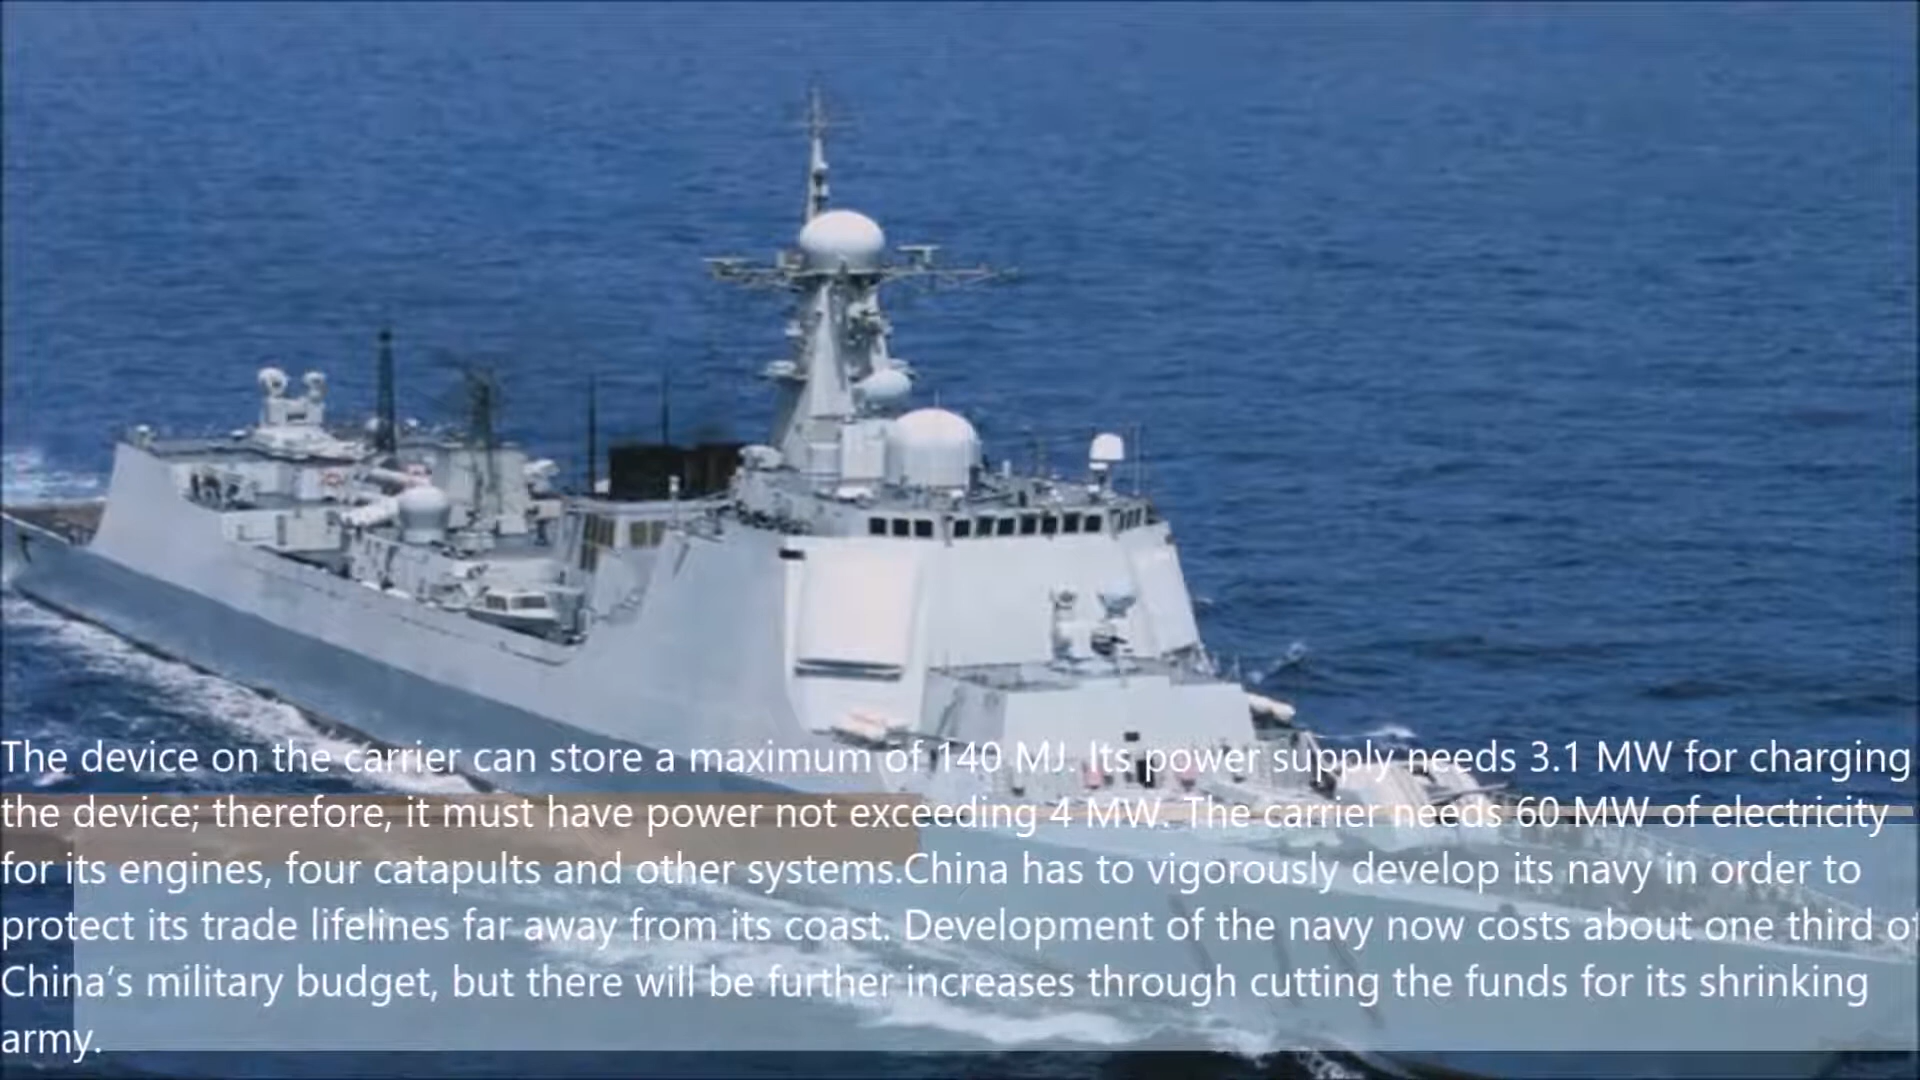 The device on the carrier can store a maximum of 140 MJ. Its power supply needs 3.1 MW for charging
the device; therefore, it must have power not exceeding 4 MW. The carrier needs 60 MW of electricity
for its engines, four catapults and other systems.China has to vigorously develop its navy in order to
protect its trade lifelines far away from its coast. Development of the navy now costs about one third of
China’s military budget, but there will be further increases through cutting the funds for its shrinking
army.